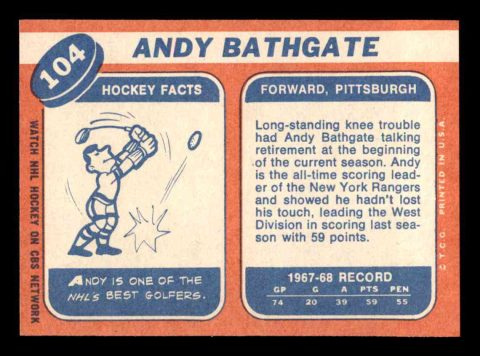 104
ANDY BATHGATE
HOCKEY FACTS
ANDY IS ONE OF THE
NHL'S BEST GOLFERS.
FORWARD, PITTSBURGH
Long-standing knee trouble
had Andy Bathgate talking
retirement at the beginning
of the current season. Andy
is the all-time scoring lead-
er of the New York Rangers
and showed he hadn't lost
his touch, leading the West
Division in scoring last sea-
son with 59 points.
1967-68 RECORD
GP G A PTS PEN
74 20 39 59 55
WATCH NHL HOCKEY ON CBS NETWORK
© T.C.G. PRINTED IN U.S.A.